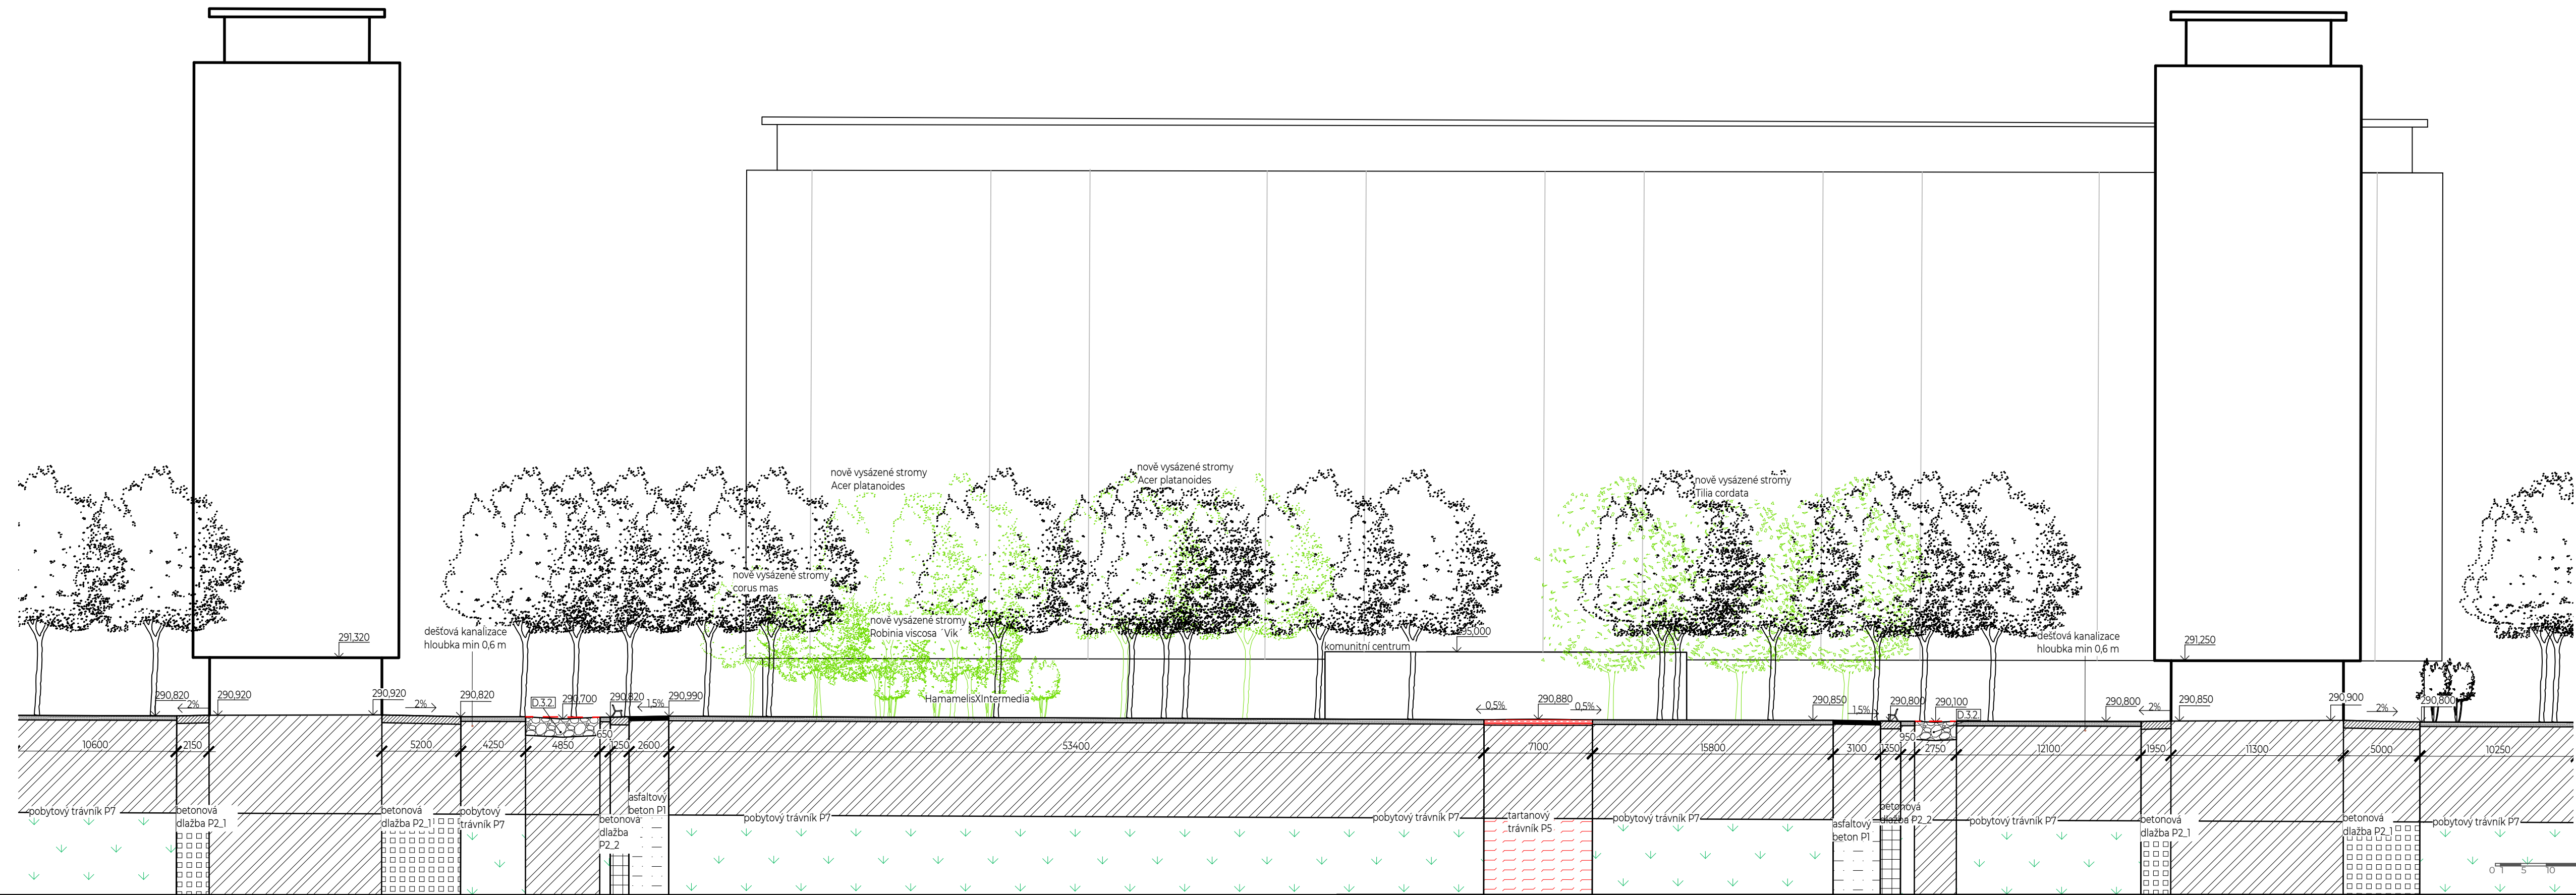 nově vysázené stromy
Acer platanoides
nově vysázené stromy
Acer platanoides
nově vysázené stromy
Tilia cordata
nově vysázené stromy
corus mas
nově vysázené stromy
Robinia viscosa ´Vik´
HamamelisXIntermedia
komunitní centrum
dešťová kanalizace
hloubka min 0,6 m
dešťová kanalizace
hloubka min 0,6 m
291,320
295,000
291,250
290,820
2%
290,920
290,920
2%
290,820
D.3.2.
290,700
290,820
1,5%
290,990
0,5%
290,880
0,5%
290,850
1,5%
290,800
290,100
D.3.2.
290,800
2%
290,850
290,900
2%
290,800
10600
2150
5200
4250
4850
650
1250
2600
53400
7100
15800
3100
1350
950
2750
12100
1950
11300
5000
10250
pobytový trávník P7
betonová
dlažba P2_1
betonová
dlažba P2_1
pobytový
trávník P7
betonová
dlažba
P2_2
asfaltový
beton P1
pobytový trávník P7
pobytový trávník P7
tartanový
trávník P5
pobytový trávník P7
asfaltový
beton P1
betonová
dlažba P2_2
pobytový trávník P7
betonová
dlažba P2_1
betonová
dlažba P2_1
pobytový trávník P7
0 1 5 10